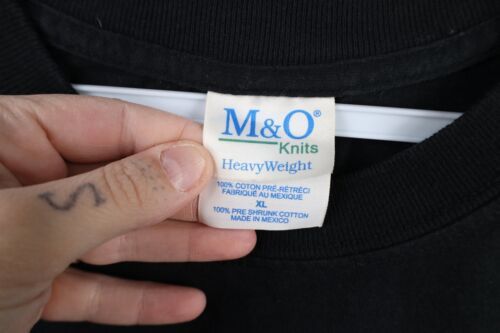 M&O®
Knits
HeavyWeight
100% COTON PRÉ-RÉTRÉCI
FABRIQUÉ AU MEXIQUE
XL
100% PRE SHRUNK COTTON
MADE IN MEXICO